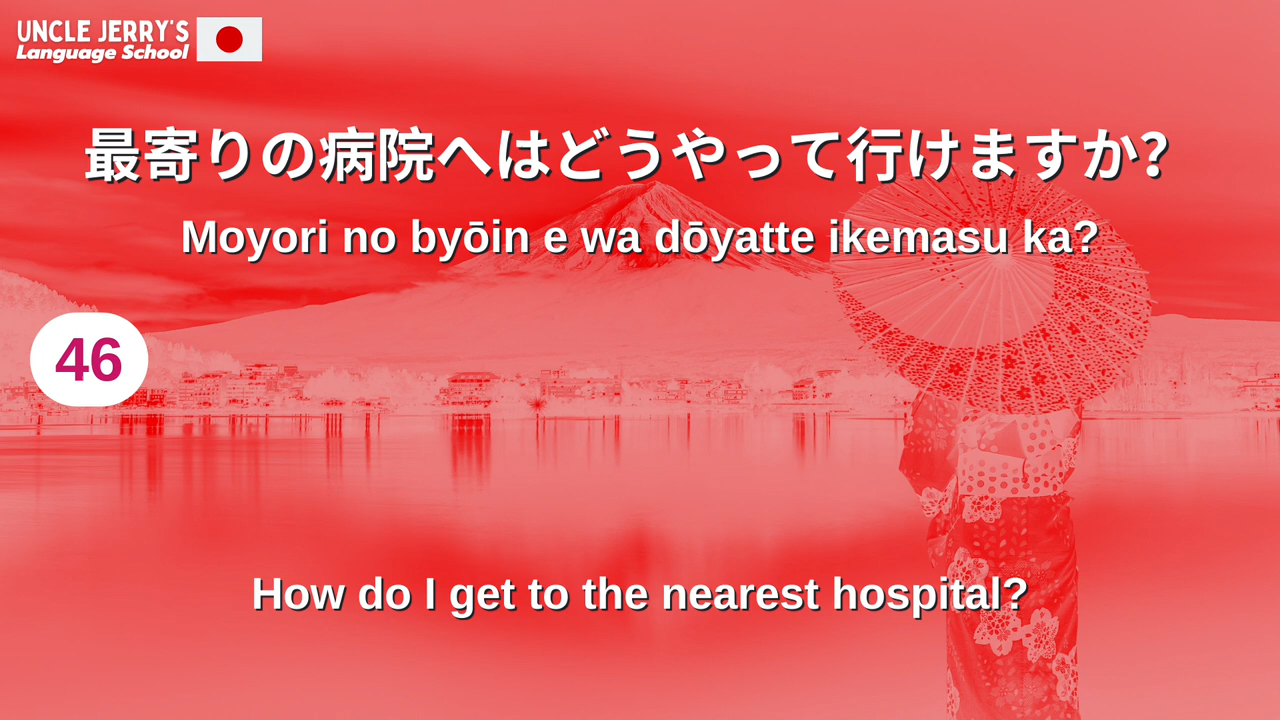 UNCLE JERRY'S
Language School
最寄りの病院へはどうやって行けますか?
Moyori no byōin e wa dōyatte ikemasu ka?
46
How do I get to the nearest hospital?